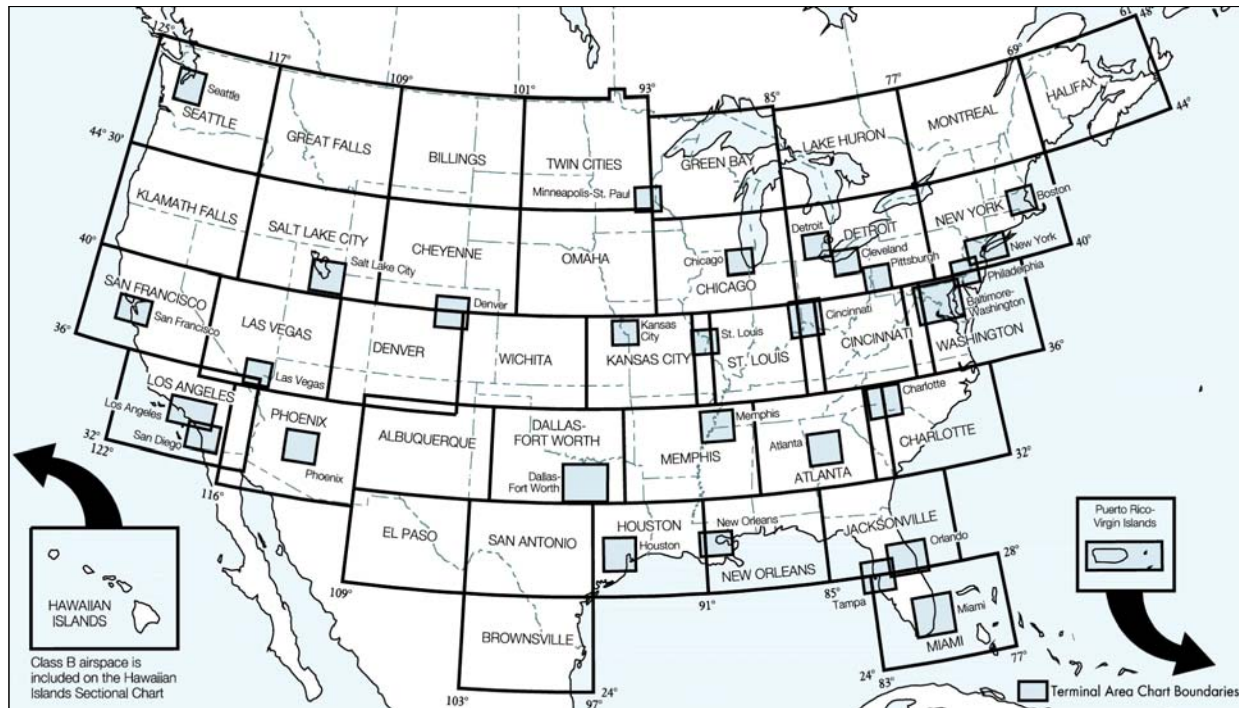 125°
117°
109°
101°
93°
85°
77°
69°
61°
48°
44°
Seattle
SEATTLE
GREAT FALLS
BILLINGS
TWIN CITIES
Minneapolis-St. Paul
GREEN BAY
LAKE HURON
MONTREAL
HALIFAX
44° 30'
KLAMATH FALLS
SALT LAKE CITY
Salt Lake City
CHEYENNE
OMAHA
Chicago
CHICAGO
Detroit
DETROIT
Cleveland
Pittsburgh
NEW YORK
Boston
New York
Philadelphia
40°
40°
SAN FRANCISCO
San Francisco
LAS VEGAS
Las Vegas
Denver
DENVER
WICHITA
Kansas
City
KANSAS CITY
St. Louis
ST. LOUIS
Cincinnati
CINCINNATI
Baltimore-
Washington
WASHINGTON
36°
36°
LOS ANGELES
Los Angeles
San Diego
PHOENIX
Phoenix
ALBUQUERQUE
DALLAS-
FORT WORTH
Dallas-
Fort Worth
Memphis
MEMPHIS
Atlanta
ATLANTA
Charlotte
CHARLOTTE
32°
122°
32°
116°
EL PASO
SAN ANTONIO
HOUSTON
Houston
New Orleans
NEW ORLEANS
JACKSONVILLE
Orlando
109°
91°
85°
28°
Tampa
Miami
MIAMI
BROWNSVILLE
103°
24°
97°
24°
83°
77°
HAWAIIAN
ISLANDS
Class B airspace is
included on the Hawaiian
Islands Sectional Chart
Puerto Rico-
Virgin Islands
Terminal Area Chart Boundaries